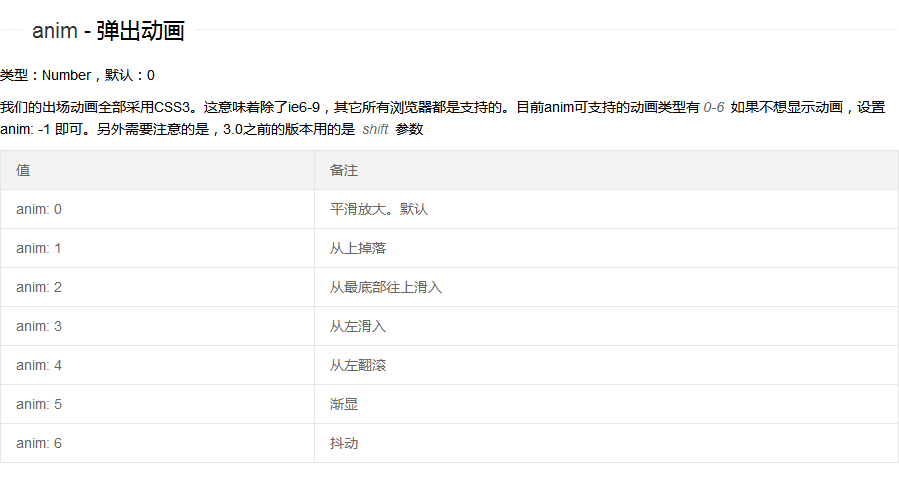 anim - 弹出动画
类型：Number，默认：0
我们的出场动画全部采用CSS3。这意味着除了ie6-9，其它所有浏览器都是支持的。目前anim可支持的动画类型有 0-6 如果不想显示动画，设置
anim: -1 即可。另外需要注意的是，3.0之前的版本用的是 shift 参数
值 备注
anim: 0 平滑放大。默认
anim: 1 从上掉落
anim: 2 从最底部往上滑入
anim: 3 从左滑入
anim: 4 从左翻滚
anim: 5 渐显
anim: 6 抖动